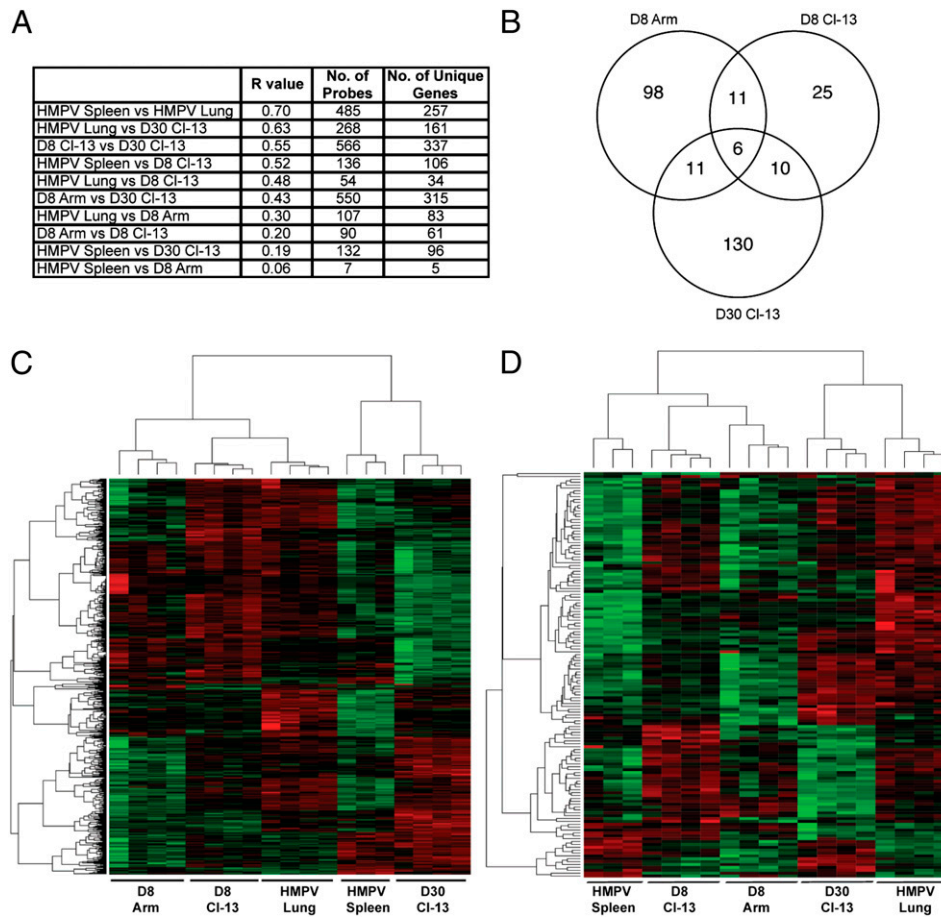 A
R value
No. of Probes
No. of Unique Genes
HMPV Spleen vs HMPV Lung 0.70 485 257
HMPV Lung vs D30 Cl-13 0.63 268 161
D8 Cl-13 vs D30 Cl-13 0.55 566 337
HMPV Spleen vs D8 Cl-13 0.52 136 106
HMPV Lung vs D8 Cl-13 0.48 54 34
D8 Arm vs D30 Cl-13 0.43 550 315
HMPV Lung vs D8 Arm 0.30 107 83
D8 Arm vs D8 Cl-13 0.20 90 61
HMPV Spleen vs D30 Cl-13 0.19 132 96
HMPV Spleen vs D8 Arm 0.06 7 5
B
D8 Arm
D8 Cl-13
98
11
25
6
11
10
130
D30 Cl-13
C
D8 Arm
D8 Cl-13
HMPV Lung
HMPV Spleen
D30 Cl-13
D
HMPV Spleen
D8 Cl-13
D8 Arm
D30 Cl-13
HMPV Lung